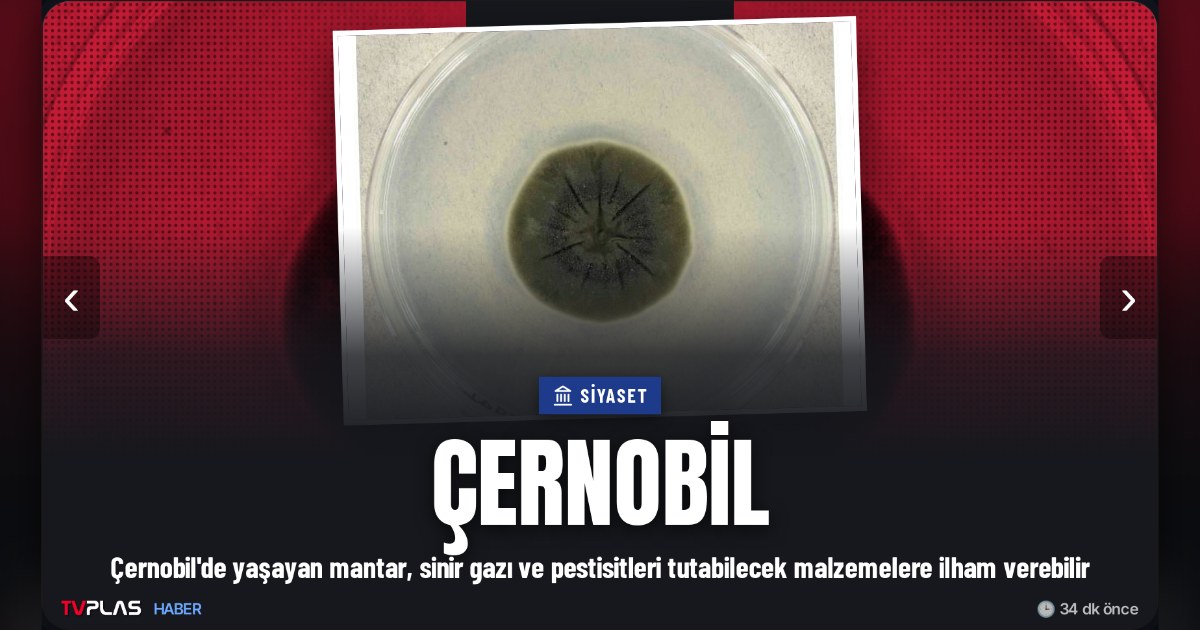 SİYASET
ÇERNOBİL
Çernobil'de yaşayan mantar, sinir gazı ve pestisitleri tutabilecek malzemelere ilham verebilir
TVPLAS HABER
34 dk önce